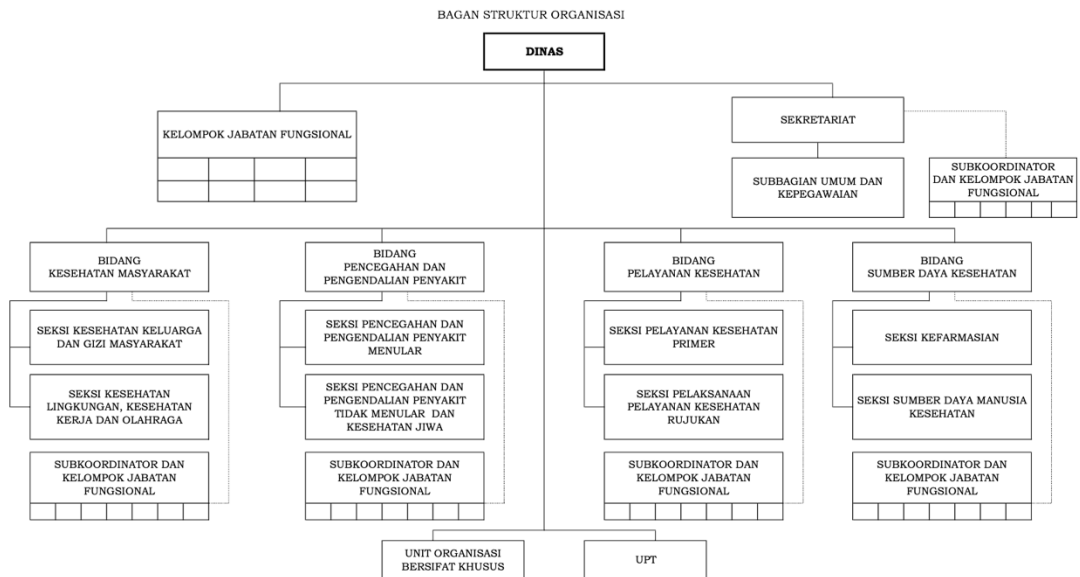 BAGAN STRUKTUR ORGANISASI
DINAS
KELOMPOK JABATAN FUNGSIONAL
SEKRETARIAT
SUBBAGIAN UMUM DAN
KEPEGAWAIAN
SUBKOORDINATOR
DAN KELOMPOK JABATAN
FUNGSIONAL
BIDANG
KESEHATAN MASYARAKAT
BIDANG
PENCEGAHAN DAN
PENGENDALIAN PENYAKIT
BIDANG
PELAYANAN KESEHATAN
BIDANG
SUMBER DAYA KESEHATAN
SEKSI KESEHATAN KELUARGA
DAN GIZI MASYARAKAT
SEKSI PENCEGAHAN DAN
PENGENDALIAN PENYAKIT
MENULAR
SEKSI PELAYANAN KESEHATAN
PRIMER
SEKSI KEFARMASIAN
SEKSI KESEHATAN
LINGKUNGAN, KESEHATAN
KERJA DAN OLAHRAGA
SEKSI PENCEGAHAN DAN
PENGENDALIAN PENYAKIT
TIDAK MENULAR DAN
KESEHATAN JIWA
SEKSI PELAKSANAAN
PELAYANAN KESEHATAN
RUJUKAN
SEKSI SUMBER DAYA MANUSIA
KESEHATAN
SUBKOORDINATOR DAN
KELOMPOK JABATAN
FUNGSIONAL
SUBKOORDINATOR DAN
KELOMPOK JABATAN
FUNGSIONAL
SUBKOORDINATOR DAN
KELOMPOK JABATAN
FUNGSIONAL
SUBKOORDINATOR DAN
KELOMPOK JABATAN
FUNGSIONAL
UNIT ORGANISASI
BERSIFAT KHUSUS
UPT